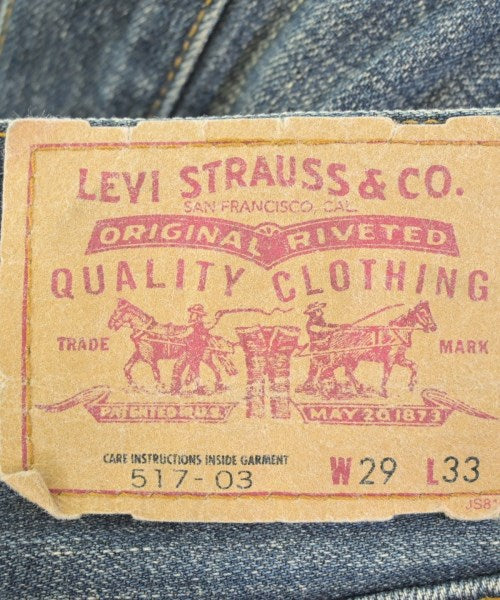 LEVI STRAUSS & CO.
SAN FRANCISCO, CAL.
ORIGINAL RIVETED
QUALITY CLOTHING
TRADE MARK
PATENTED IN U.S. MAY 20 1873
CARE INSTRUCTIONS INSIDE GARMENT
517-03 W29 L33